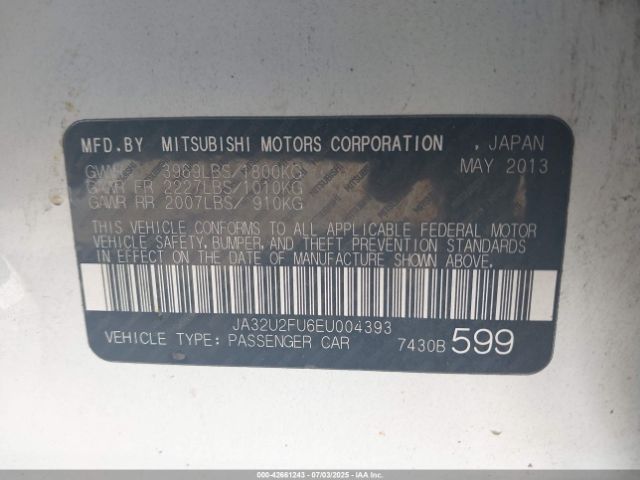 MFD.BY MITSUBISHI MOTORS CORPORATION , JAPAN
GVWR 3969LBS/1800KG MAY 2013
GAWR FR 2227LBS/1010KG
GAWR RR 2007LBS/ 910KG
THIS VEHICLE CONFORMS TO ALL APPLICABLE FEDERAL MOTOR
VEHICLE SAFETY, BUMPER, AND THEFT PREVENTION STANDARDS
IN EFFECT ON THE DATE OF MANUFACTURE SHOWN ABOVE.
JA32U2FU6EU004393
VEHICLE TYPE: PASSENGER CAR 7430B 599
000-42661243 - 07/03/2025 - IAAI.com